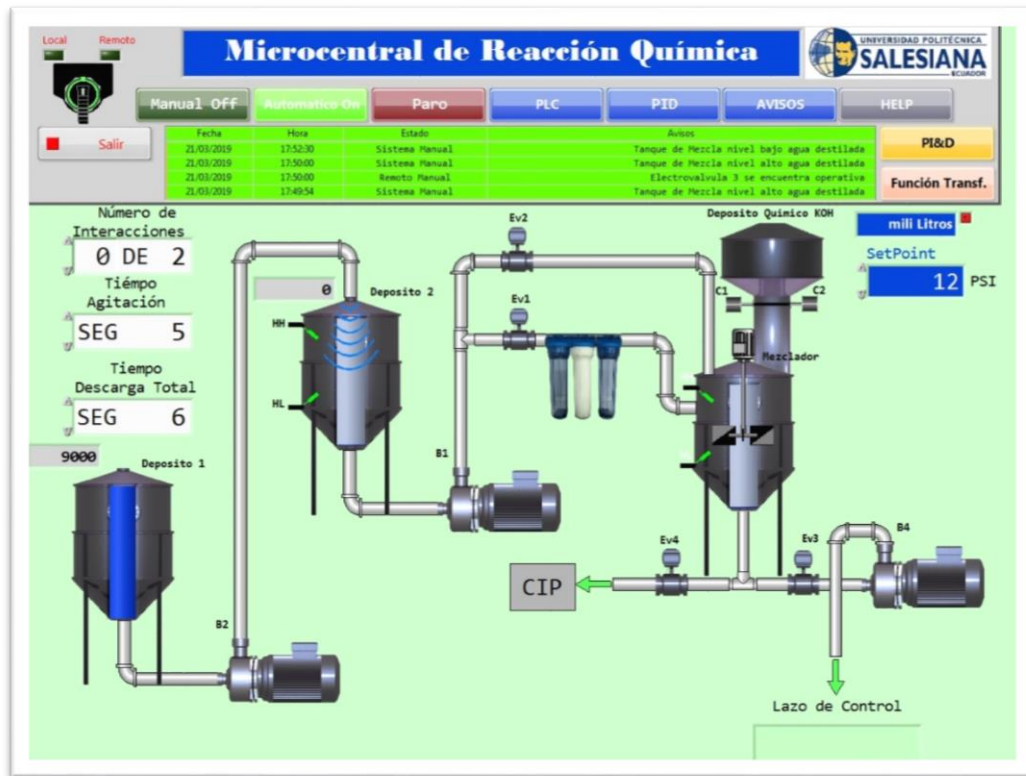 Local Remoto
Microcentral de Reacción Química
UNIVERSIDAD POLITÉCNICA
SALESIANA
ECUADOR
Manual Off Automatico On Paro PLC PID AVISOS HELP
Salir
Fecha Hora Estado Avisos
21/03/2019 17:52:30 Sistema Manual Tanque de Mezcla nivel bajo agua destilada
21/03/2019 17:50:00 Sistema Manual Tanque de Mezcla nivel alto agua destilada
21/03/2019 17:50:00 Remoto Manual Electrovalvula 3 se encuentra operativa
21/03/2019 17:49:54 Sistema Manual Tanque de Mezcla nivel alto agua destilada
PI&D
Función Transf.
Número de
Interacciones
0 DE 2
Tiémpo
Agitación
SEG 5
Tiempo
Descarga Total
SEG 6
9000
Deposito 1
B2
0
Deposito 2
HH
HL
B1
Ev2
Ev1
Deposito Quimico KOH
C1 C2
Mezclador
mili Litros
SetPoint
12 PSI
Ev4
Ev3
B4
CIP
Lazo de Control